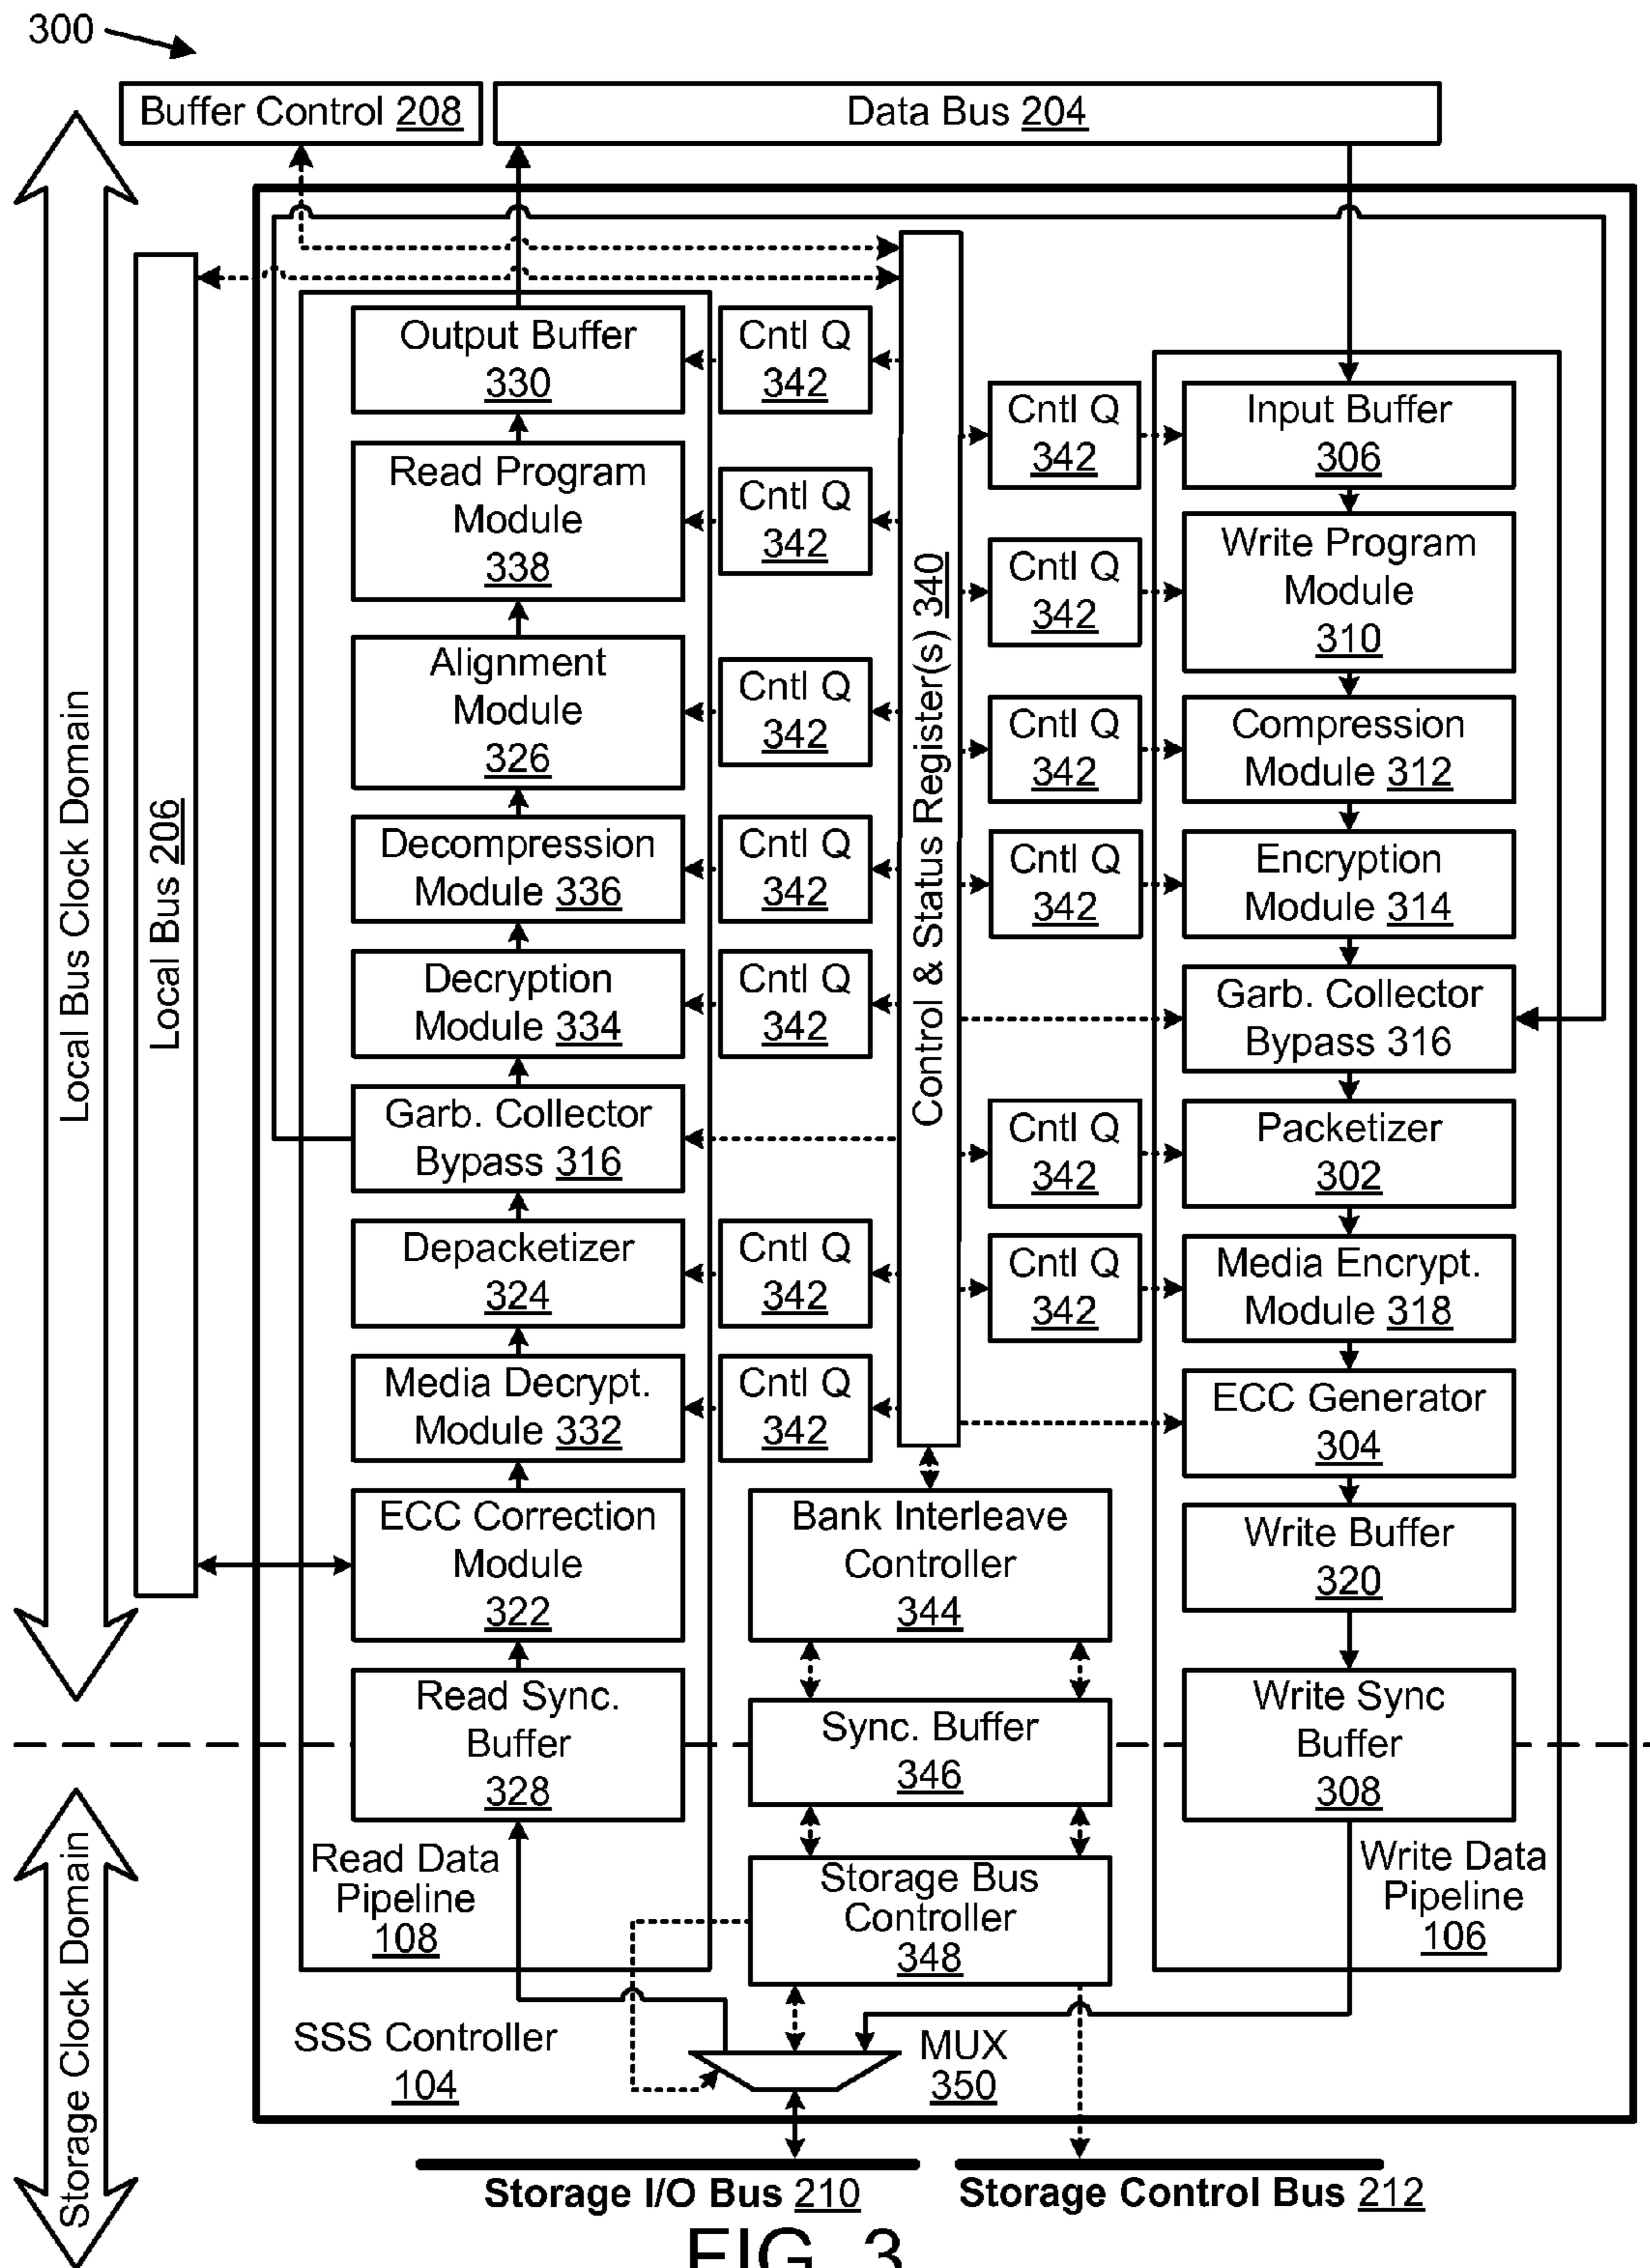 300
Buffer Control 208
Data Bus 204
Local Bus Clock Domain
Local Bus 206
Output Buffer
330
Cntl Q
342
Read Program
Module
338
Cntl Q
342
Alignment
Module
326
Cntl Q
342
Decompression
Module 336
Cntl Q
342
Decryption
Module 334
Cntl Q
342
Garb. Collector
Bypass 316
Depacketizer
324
Cntl Q
342
Media Decrypt.
Module 332
Cntl Q
342
ECC Correction
Module
322
Read Sync.
Buffer
328
Read Data
Pipeline
108
Control & Status Register(s) 340
Bank Interleave
Controller
344
Sync. Buffer
346
Storage Bus
Controller
348
Cntl Q
342
Input Buffer
306
Cntl Q
342
Write Program
Module
310
Cntl Q
342
Compression
Module 312
Cntl Q
342
Encryption
Module 314
Garb. Collector
Bypass 316
Cntl Q
342
Packetizer
302
Cntl Q
342
Media Encrypt.
Module 318
ECC Generator
304
Write Buffer
320
Write Sync
Buffer
308
Write Data
Pipeline
106
Storage Clock Domain
SSS Controller
104
MUX
350
Storage I/O Bus 210
Storage Control Bus 212
FIG. 3